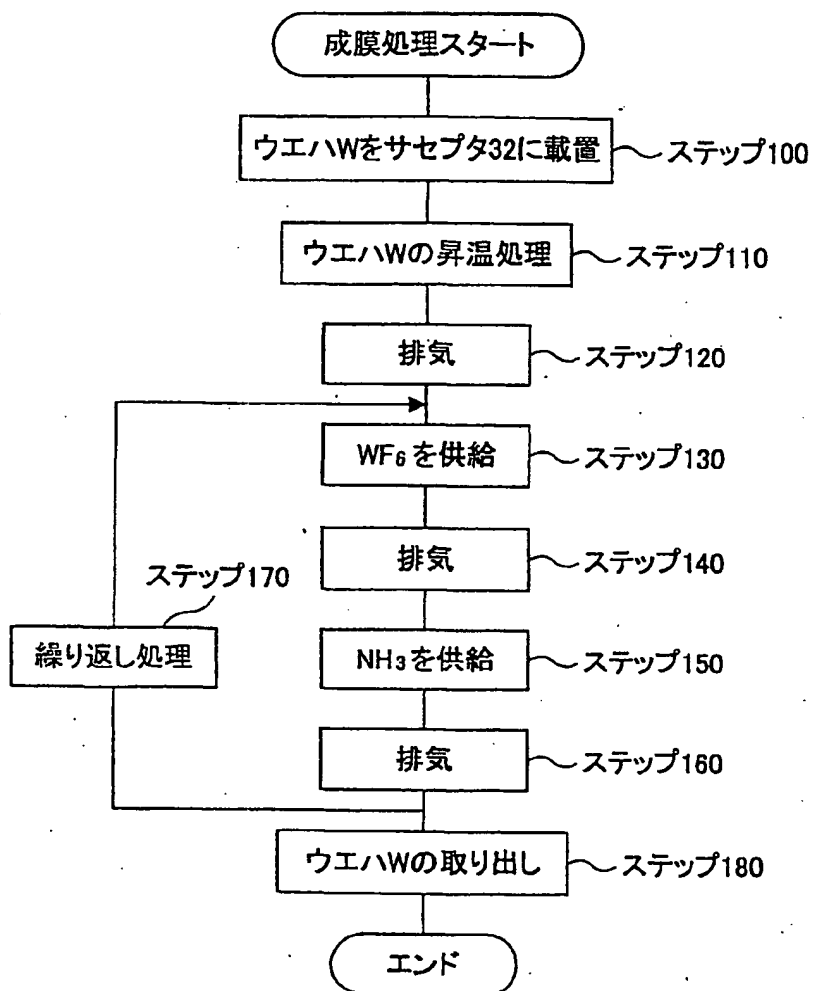 成膜処理スタート
ウエハWをサセプタ32に載置
ステップ100
ウエハWの昇温処理
ステップ110
排気
ステップ120
WF₆を供給
ステップ130
排気
ステップ140
ステップ170
繰り返し処理
NH₃を供給
ステップ150
排気
ステップ160
ウエハWの取り出し
ステップ180
エンド